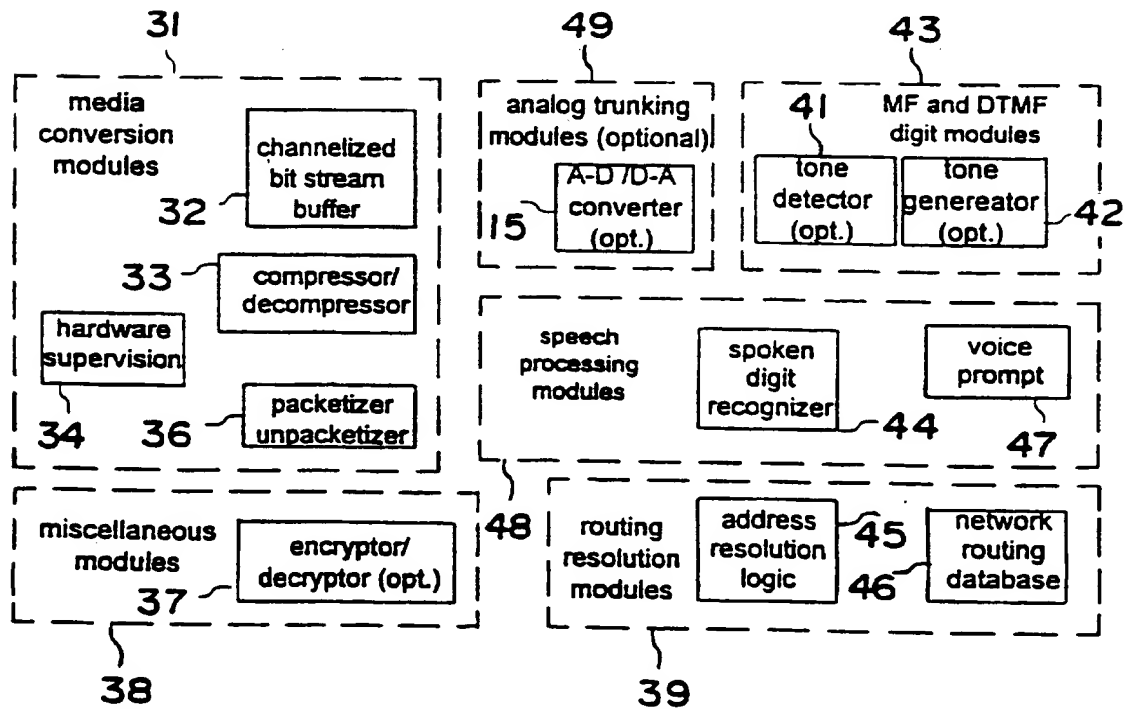 31
media
conversion
modules
channelized
bit stream
buffer
32
33
compressor/
decompressor
hardware
supervision
34
36
packetizer
unpacketizer
49
analog trunking
modules (optional)
A-D /D-A
converter
(opt.)
15
43
MF and DTMF
digit modules
41
tone
detector
(opt.)
tone
genereator
(opt.)
42
speech
processing
modules
spoken
digit
recognizer
44
voice
prompt
47
48
miscellaneous
modules
encryptor/
decryptor (opt.)
37
38
routing
resolution
modules
address
resolution
logic
45
46
network
routing
database
39